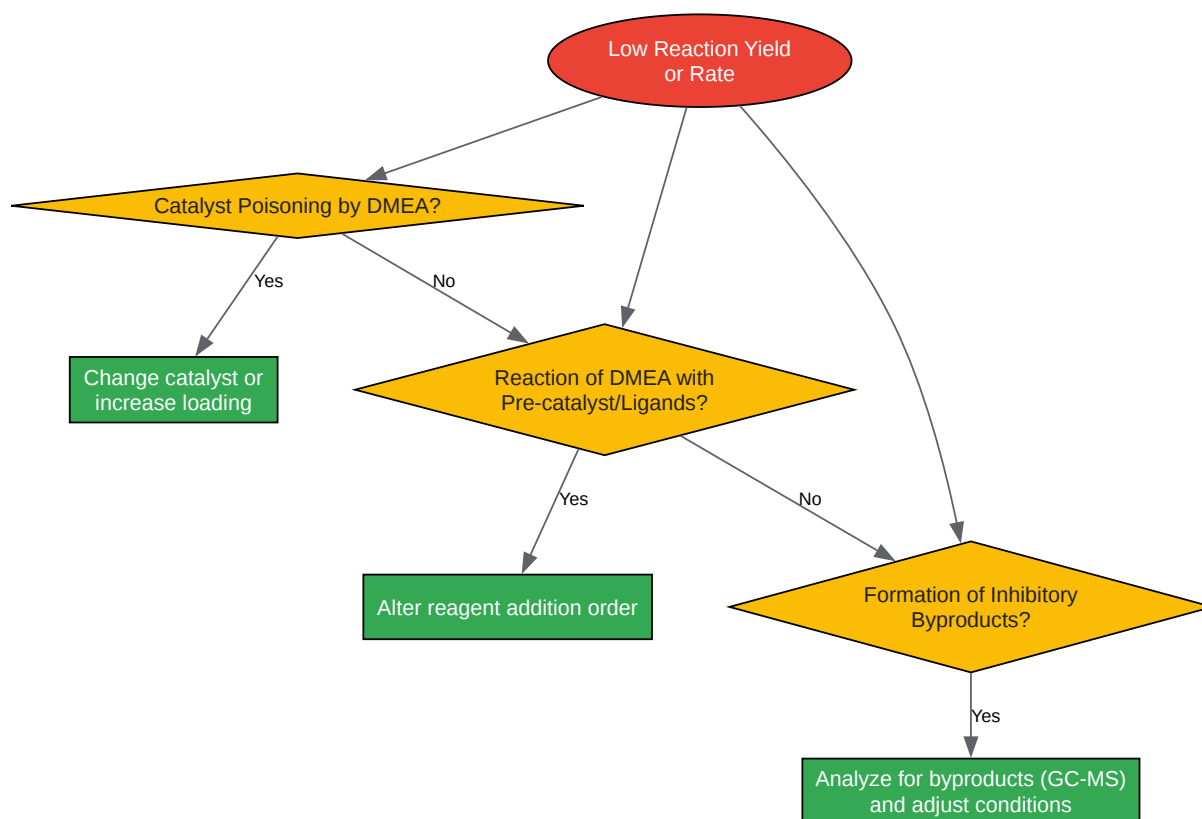 Low Reaction Yield
or Rate
Catalyst Poisoning by DMEA?
Yes
No
Change catalyst or
increase loading
Reaction of DMEA with
Pre-catalyst/Ligands?
Yes
No
Alter reagent addition order
Formation of Inhibitory
Byproducts?
Yes
Analyze for byproducts (GC-MS)
and adjust conditions